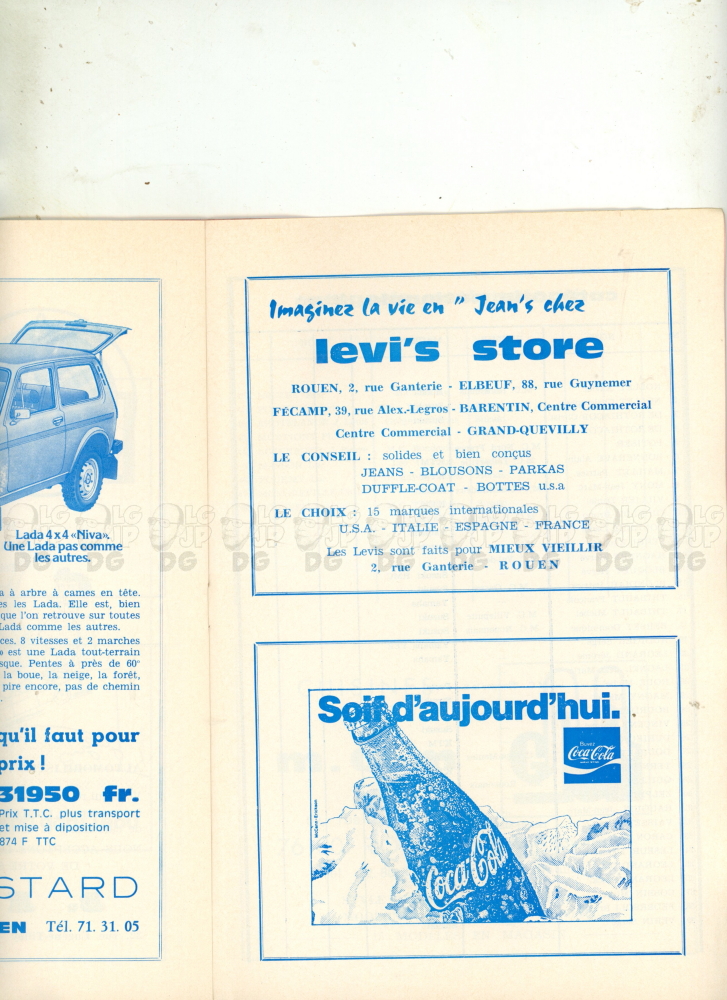 Lada 4x4 «Niva».
Une Lada pas comme
les autres.
a à arbre à cames en tête.
es les Lada. Elle est, bien
que l'on retrouve sur toutes
Lada comme les autres.
ces. 8 vitesses et 2 marches
est une Lada tout-terrain
sque. Pentes à près de 60°
la boue, la neige, la forêt,
pire encore, pas de chemin
qu'il faut pour
prix !
31950 fr.
Prix T.T.C. plus transport
et mise à diposition
874 F TTC
STARD
EN Tél. 71. 31. 05
Imaginez la vie en " Jean's chez
levi's store
ROUEN, 2, rue Ganterie - ELBEUF, 88, rue Guynemer
FÉCAMP, 39, rue Alex.-Legros - BARENTIN, Centre Commercial
Centre Commercial - GRAND-QUEVILLY
LE CONSEIL : solides et bien conçus
JEANS - BLOUSONS - PARKAS
DUFFLE-COAT - BOTTES u.s.a
LE CHOIX : 15 marques internationales
U.S.A. - ITALIE - ESPAGNE - FRANCE
Les Levis sont faits pour MIEUX VIEILLIR
2, rue Ganterie - ROUEN
Soif d'aujourd'hui.
Buvez
Coca-Cola
McCann-Erickson
Coca-Cola